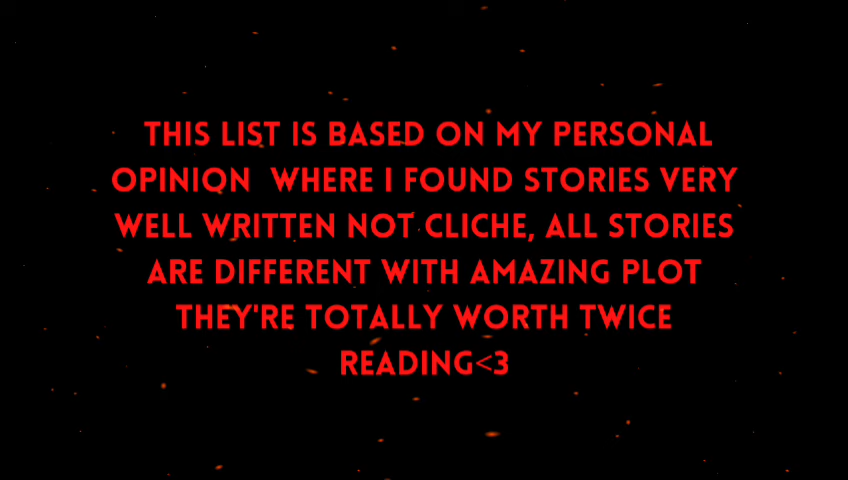 THIS LIST IS BASED ON MY PERSONAL
OPINION WHERE I FOUND STORIES VERY
WELL WRITTEN NOT CLICHE, ALL STORIES
ARE DIFFERENT WITH AMAZING PLOT
THEY'RE TOTALLY WORTH TWICE
READING<3